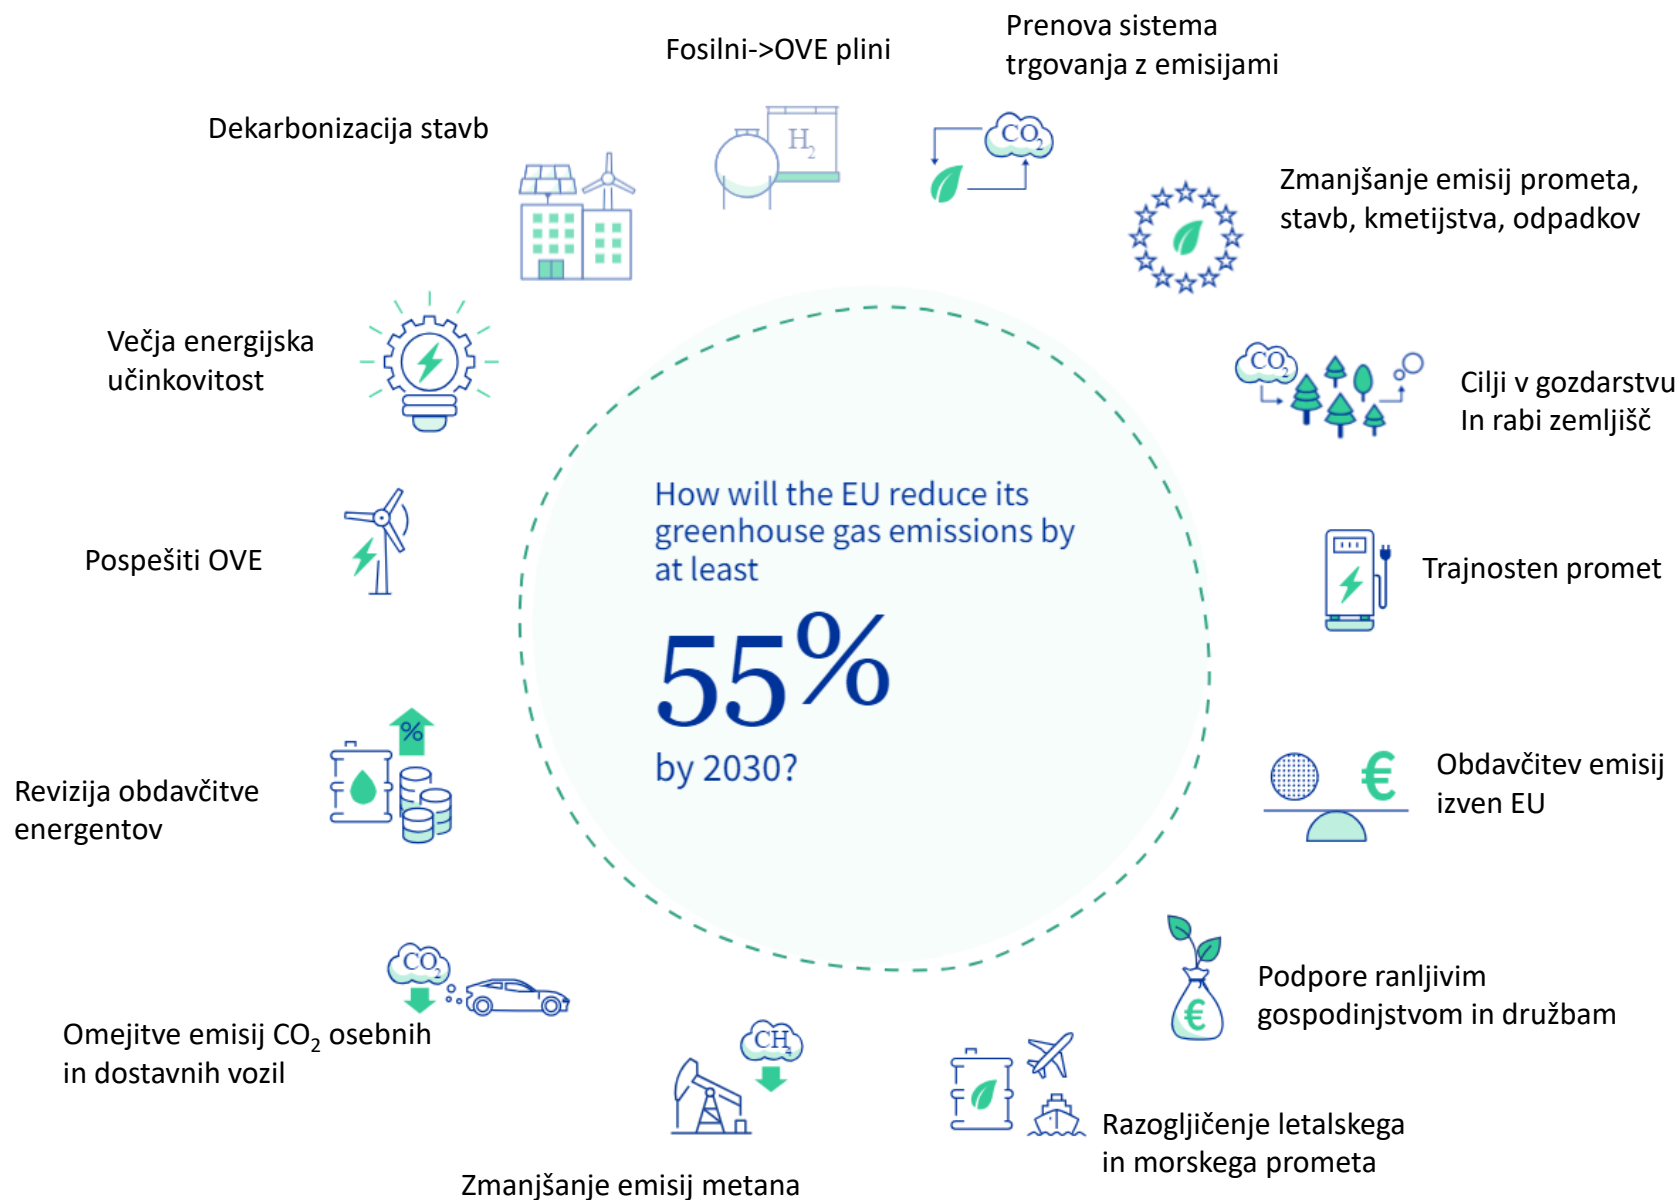 Fosilni->OVE plini
Prenova sistema
trgovanja z emisijami
Dekarbonizacija stavb
H2
CO2
Zmanjšanje emisij prometa,
stavb, kmetijstva, odpadkov
Večja energijska
učinkovitost
CO2
Cilji v gozdarstvu
In rabi zemljišč
How will the EU reduce its
greenhouse gas emissions by
at least
55%
by 2030?
Pospešiti OVE
Trajnosten promet
%
Revizija obdavčitve
energentov
€
Obdavčitev emisij
izven EU
CO2
Omejitve emisij CO2 osebnih
in dostavnih vozil
€
Podpore ranljivim
gospodinjstvom in družbam
CH4
Zmanjšanje emisij metana
Razogljičenje letalskega
in morskega prometa